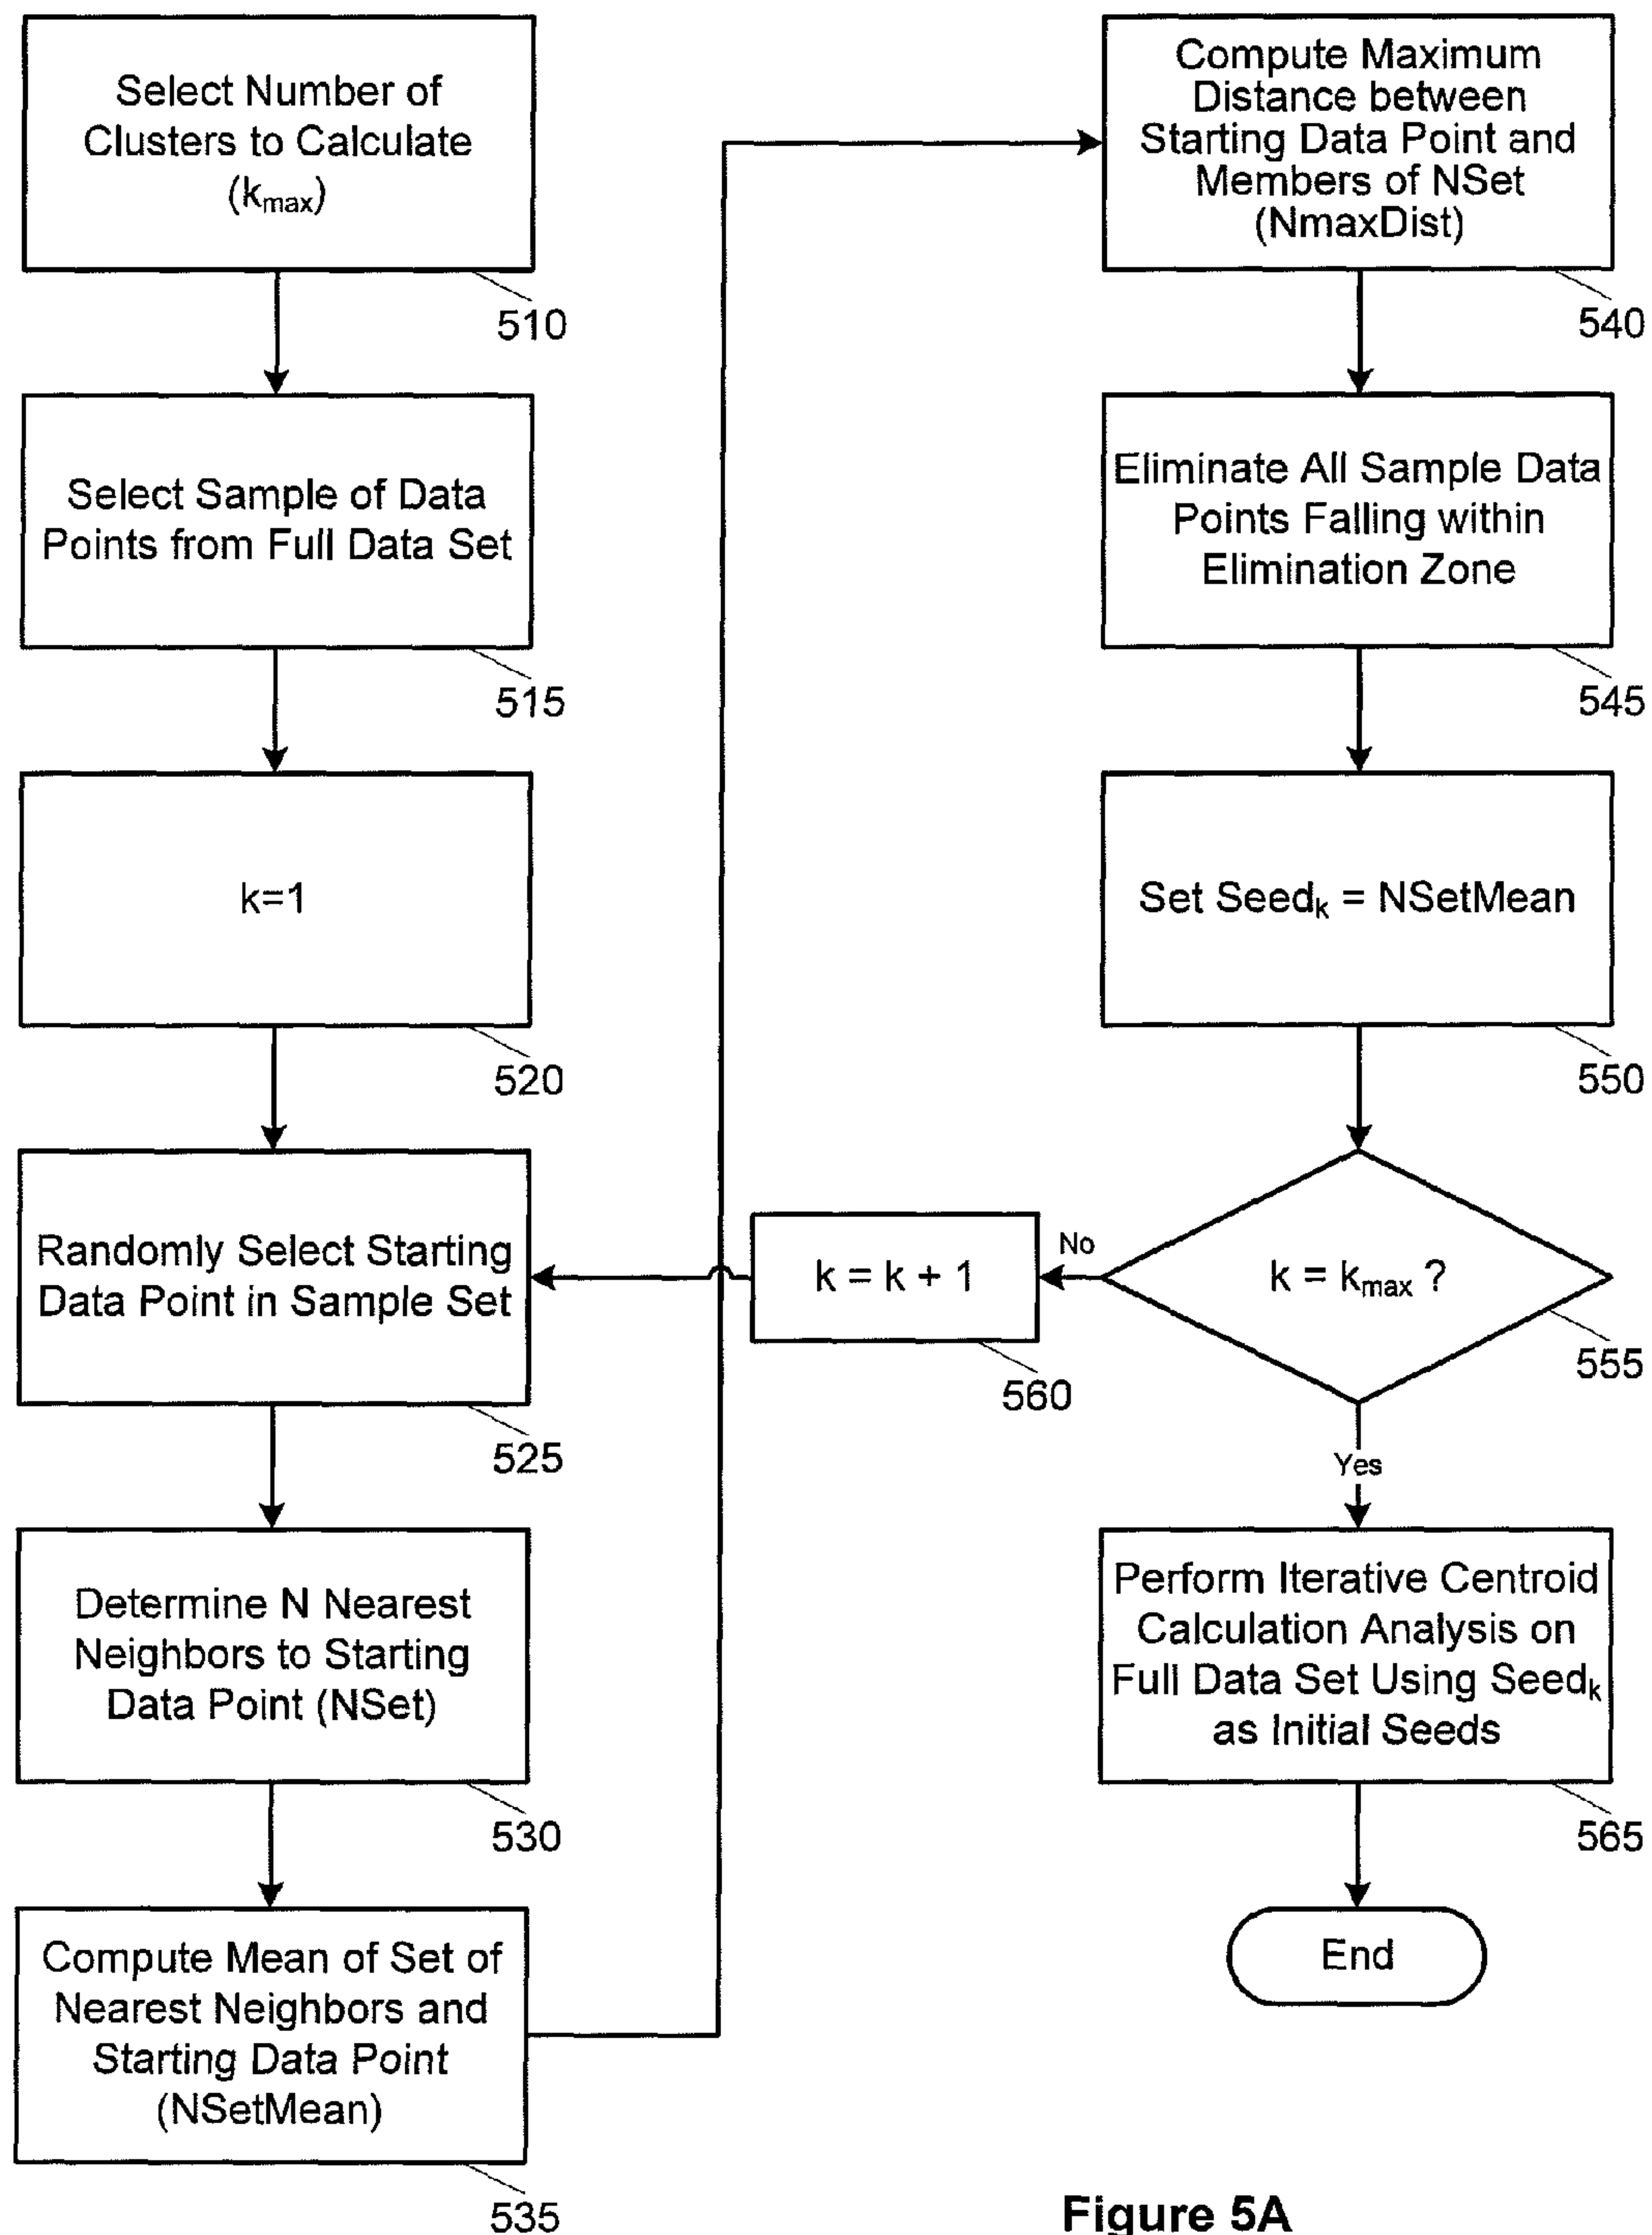 Select Number of
Clusters to Calculate
(kmax)
510
Select Sample of Data
Points from Full Data Set
515
k=1
520
Randomly Select Starting
Data Point in Sample Set
525
Determine N Nearest
Neighbors to Starting
Data Point (NSet)
530
Compute Mean of Set of
Nearest Neighbors and
Starting Data Point
(NSetMean)
535
Compute Maximum
Distance between
Starting Data Point and
Members of NSet
(NmaxDist)
540
Eliminate All Sample Data
Points Falling within
Elimination Zone
545
Set Seedk = NSetMean
550
k = kmax ?
555
No
k = k + 1
560
Yes
Perform Iterative Centroid
Calculation Analysis on
Full Data Set Using Seedk
as Initial Seeds
565
End
Figure 5A